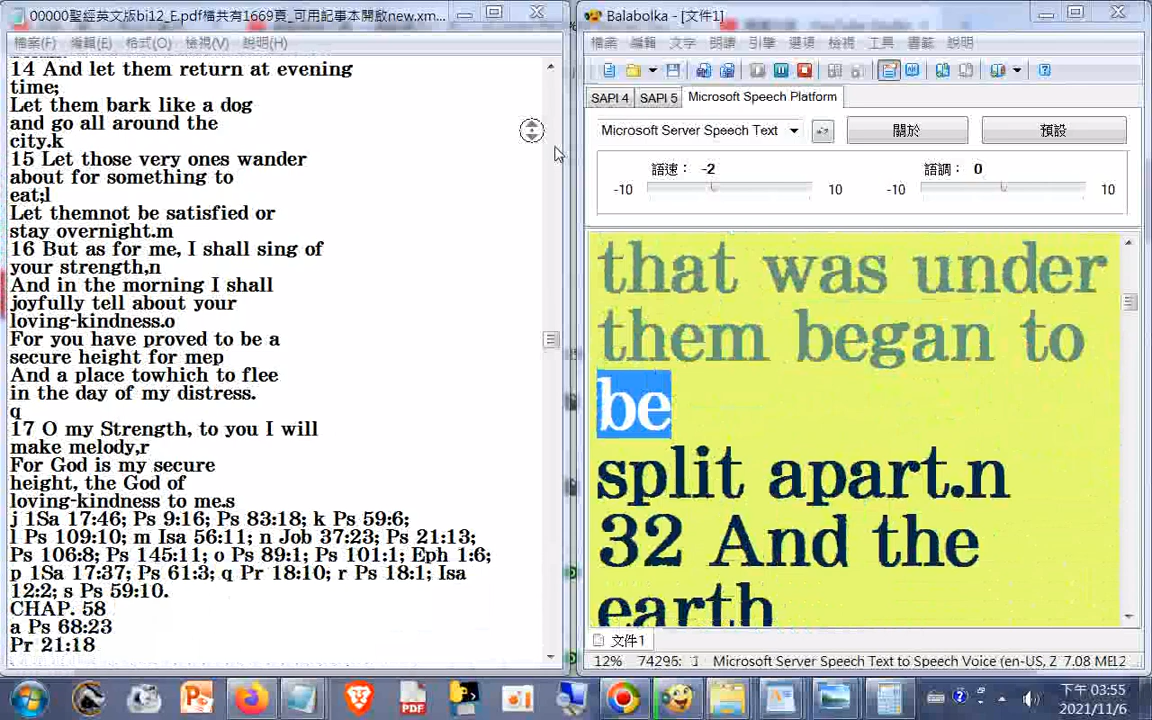 00000聖經英文版bi12_E.pdf檔共有1669頁_可用記事本開啟new.xm...
檔案(F) 編輯(E) 格式(O) 檢視(V) 說明(H)
14 And let them return at evening
time;
Let them bark like a dog
and go all around the
city.k
15 Let those very ones wander
about for something to
eat;l
Let themnot be satisfied or
stay overnight.m
16 But as for me, I shall sing of
your strength,n
And in the morning I shall
joyfully tell about your
loving-kindness.o
For you have proved to be a
secure height for mep
And a place towhich to flee
in the day of my distress.
q
17 O my Strength, to you I will
make melody,r
For God is my secure
height, the God of
loving-kindness to me.s
j 1Sa 17:46; Ps 9:16; Ps 83:18; k Ps 59:6;
l Ps 109:10; m Isa 56:11; n Job 37:23; Ps 21:13;
Ps 106:8; Ps 145:11; o Ps 89:1; Ps 101:1; Eph 1:6;
p 1Sa 17:37; Ps 61:3; q Pr 18:10; r Ps 18:1; Isa
12:2; s Ps 59:10.
CHAP. 58
a Ps 68:23
Pr 21:18
Balabolka - [文件1]
檔案 編輯 文字 朗讀 引擎 選項 檢視 工具 書籤 說明
SAPI 4 SAPI 5 Microsoft Speech Platform
Microsoft Server Speech Text 關於 預設
語速： -2 語調： 0
-10 10 -10 10
that was under
them began to
be
split apart.n
32 And the
earth
文件1
12% 74295: 1 Microsoft Server Speech Text to Speech Voice (en-US, Z 7.08 ME12
PDF
下午 03:55
2021/11/6